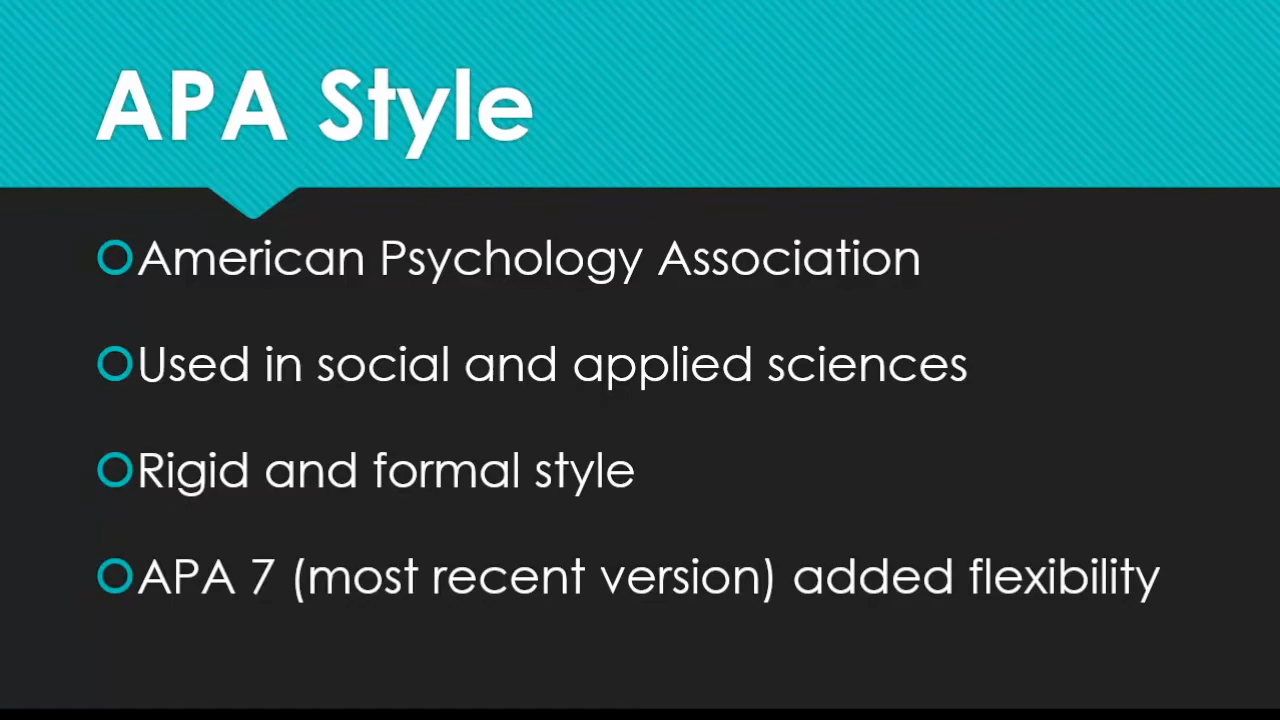 APA Style
American Psychology Association
Used in social and applied sciences
Rigid and formal style
APA 7 (most recent version) added flexibility